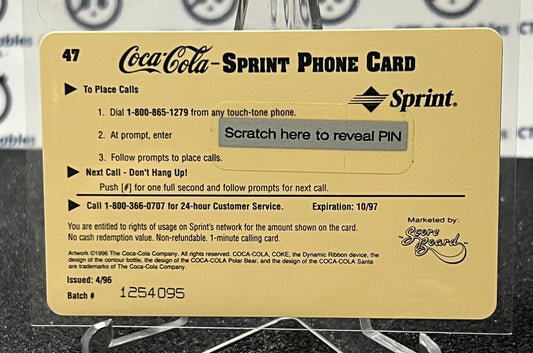 47
Coca-Cola - SPRINT PHONE CARD
To Place Calls
Sprint®
1. Dial 1-800-865-1279 from any touch-tone phone.
2. At prompt, enter
Scratch here to reveal PIN
3. Follow prompts to place calls.
Next Call - Don't Hang Up!
Push [#] for one full second and follow prompts for next call.
Call 1-800-366-0707 for 24-hour Customer Service. Expiration: 10/97
You are entitled to rights of usage on Sprint's network for the amount shown on the card.
No cash redemption value. Non-refundable. 1-minute calling card.
Marketed by:
Score Board
Artwork ©1996 The Coca-Cola Company. All rights reserved. COCA-COLA, COKE, the Dynamic Ribbon device, the
design of the contour bottle, the design of the COCA-COLA Polar Bear, and the design of the COCA-COLA Santa
are trademarks of The Coca-Cola Company.
Issued: 4/96
Batch # 1254095